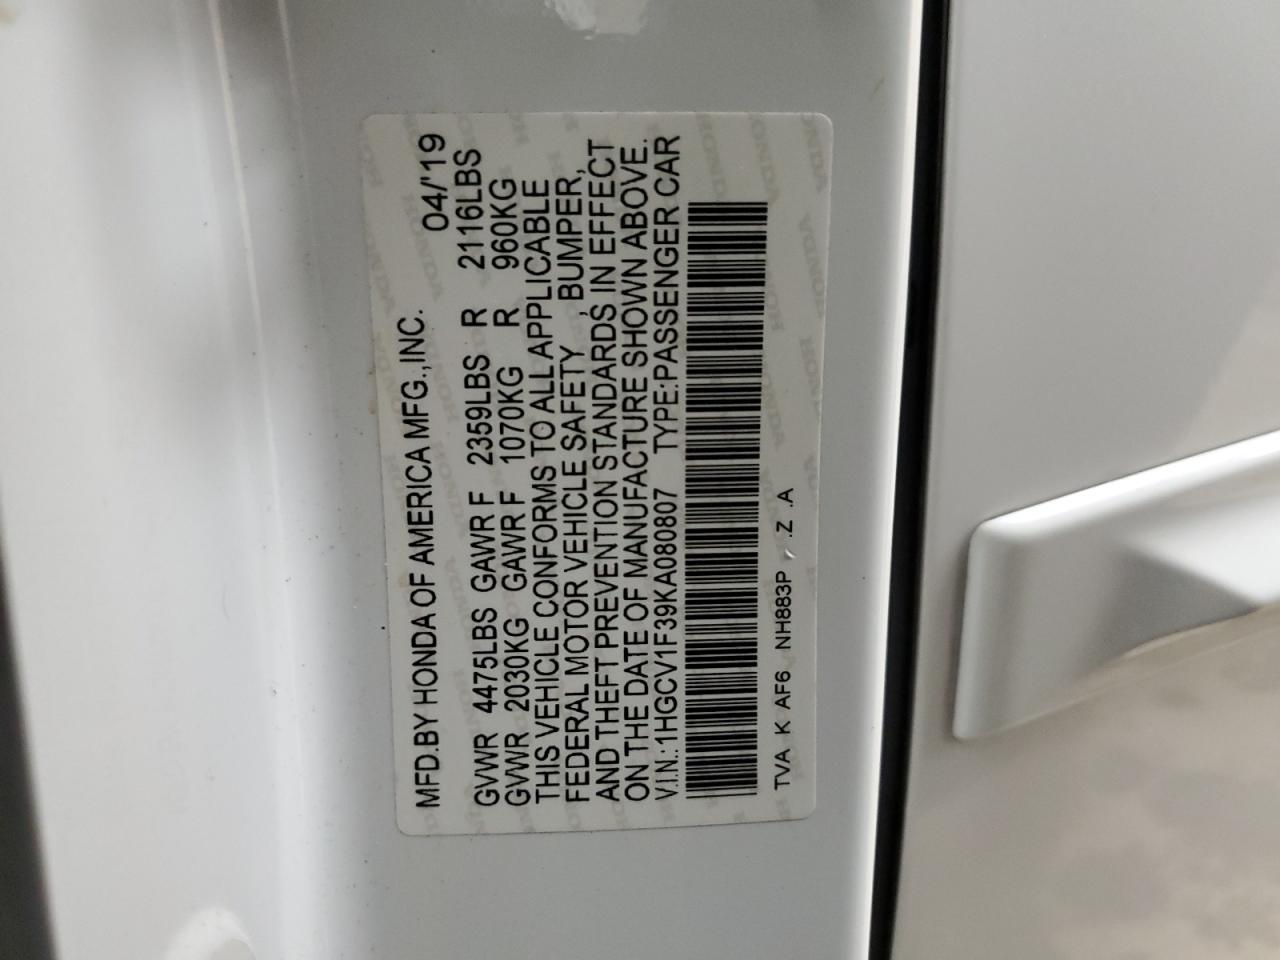 MFD.BY HONDA OF AMERICA MFG.,INC. 04/'19
GVWR 4475LBS GAWR F 2359LBS R 2116LBS
GVWR 2030KG GAWR F 1070KG R 960KG
THIS VEHICLE CONFORMS TO ALL APPLICABLE
FEDERAL MOTOR VEHICLE SAFETY , BUMPER,
AND THEFT PREVENTION STANDARDS IN EFFECT
ON THE DATE OF MANUFACTURE SHOWN ABOVE.
V.I.N.: 1HGCV1F39KA080807 TYPE:PASSENGER CAR
TVA K AF6 NH883P .Z .A